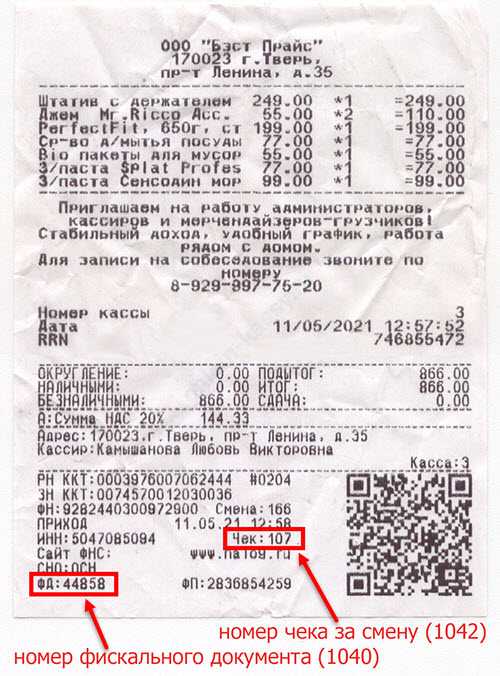 ООО "Бэст Прайс"
170023 г.Тверь,
пр-т Ленина, д.35
Штатив с держателем 249.00 *1 =249.00
Джем Mr.Ricco Асс. 55.00 *2 =110.00
PerfectFit, 650г, ст 199.00 *1 =199.00
Ср-во д/мытья посуды 77.00 *1 =77.00
Bio пакеты для мусор 55.00 *1 =55.00
З/паста Splat Profes 77.00 *1 =77.00
З/паста Сенсодин мор 99.00 *1 =99.00
Приглашаем на работу администраторов,
кассиров и мерчендайзеров-грузчиков!
Стабильный доход, удобный график, работа
рядом с домом.
Для записи на собеседование звоните по
номеру
8-929-997-75-20
Номер кассы 3
Дата 11/05/2021 12:57:52
RRN 746855472
ОКРУГЛЕНИЕ: 0.00 ПОДЫТОГ: 866.00
НАЛИЧНЫМИ: 0.00 ИТОГ: 866.00
БЕЗНАЛИЧНЫМИ: 866.00 СДАЧА: 0.00
А:Сумма НДС 20% 144.33
Адрес:170023.г.Тверь, пр-т Ленина, д.35
Кассир:Камышанова Любовь Викторовна
Касса:3
РН ККТ:0003976007062444 #0204
ЗН ККТ:00074570012030036
ФН:9282440300972900 Смена:166
ПРИХОД 11.05.21 12:58
ИНН:5047085094 Чек:107
Сайт ФНС: www.nalog.ru
СНО:ОСН
ФД:44858 ФП:2836854259
номер чека за смену (1042)
номер фискального документа (1040)